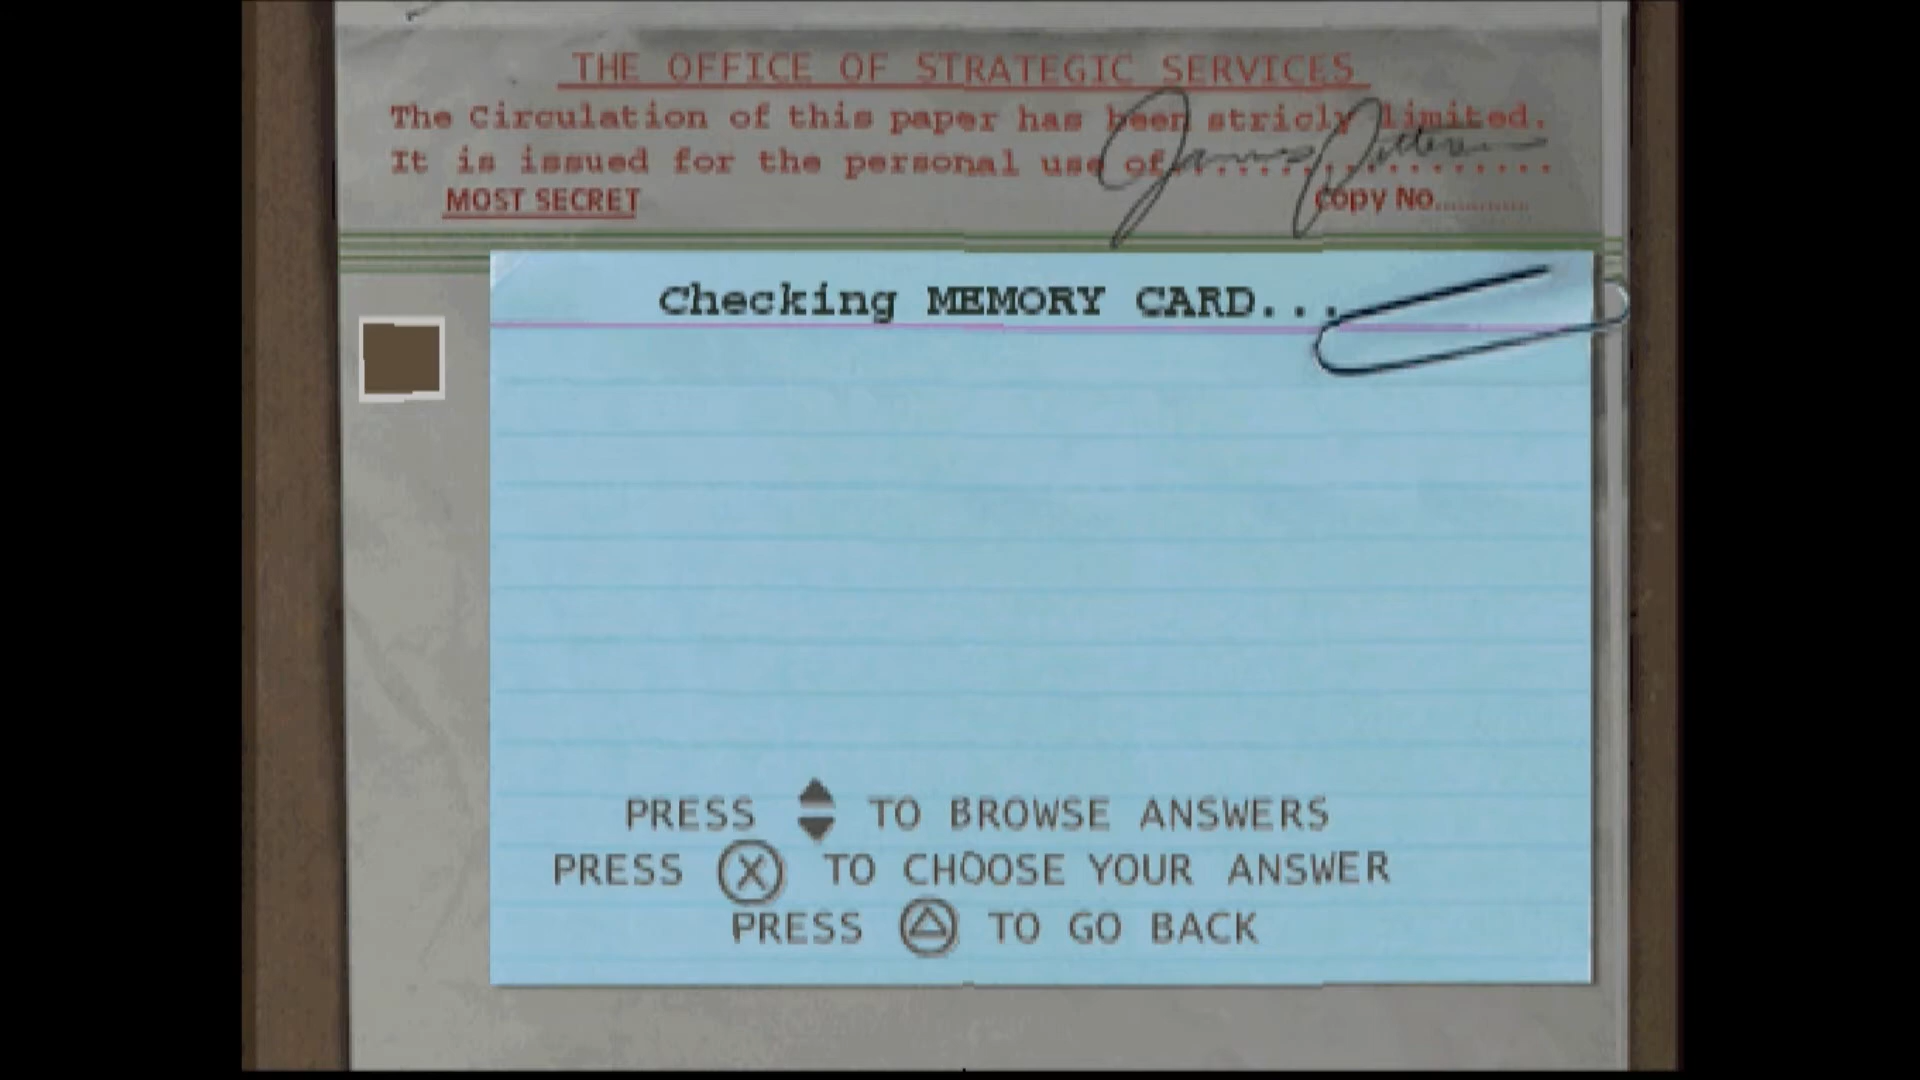 THE OFFICE OF STRATEGIC SERVICES
The Circulation of this paper has been stricly limited.
It is issued for the personal use of................
MOST SECRET
Copy No............
Checking MEMORY CARD...
PRESS TO BROWSE ANSWERS
PRESS X TO CHOOSE YOUR ANSWER
PRESS TO GO BACK